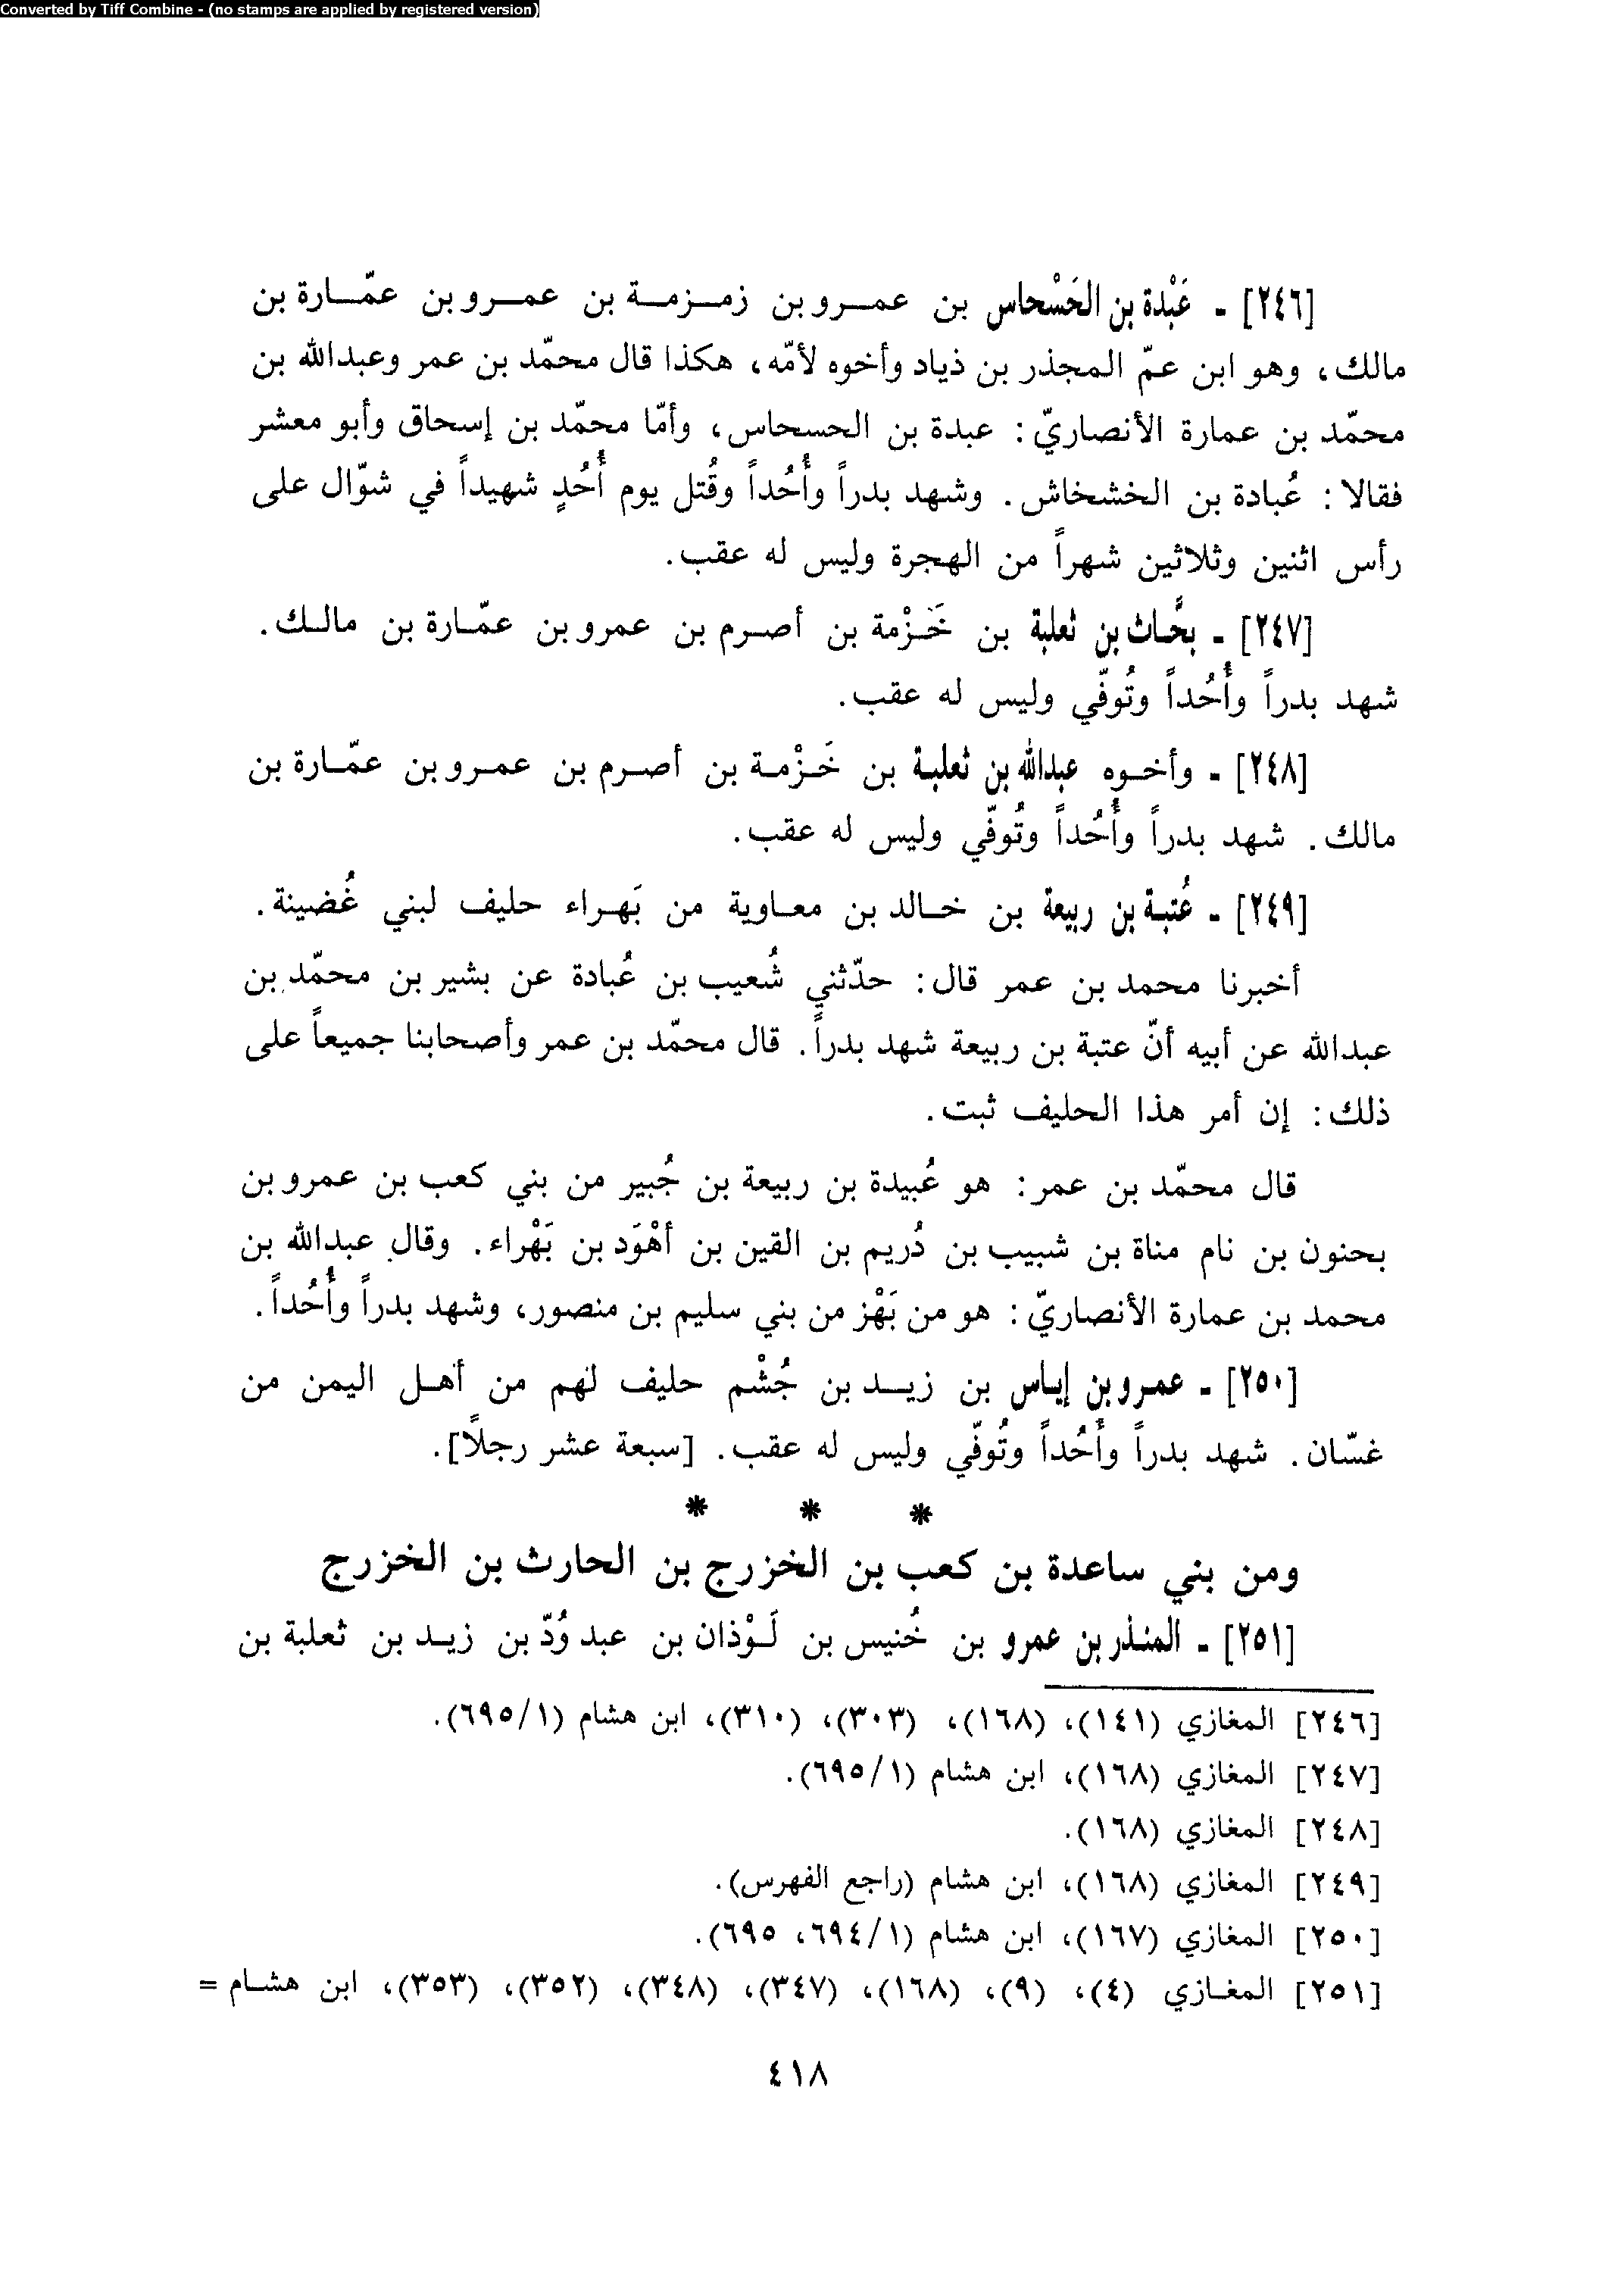 Converted by Tiff Combine - (no stamps are applied by registered version)
[٢٤٦] - عَبْدة بن الحَسْحاس بن عمرو بن زمزمة بن عمرو بن عمّارة بن
مالك، وهو ابن عمّ المجذر بن ذياد وأخوه لأمّه، هكذا قال محمّد بن عمر وعبدالله بن
محمّد بن عمارة الأنصاريّ: عبدة بن الحسحاس، وأمّا محمّد بن إسحاق وأبو معشر
فقالا: عُبادة بن الخشخاش. وشهد بدراً وأُحُداً وقُتل يوم أُحُدٍ شهيداً في شوّال على
رأس اثنين وثلاثين شهراً من الهجرة وليس له عقب.
[٢٤٧] - بحّاث بن ثعلبة بن خَزْمة بن أصرم بن عمرو بن عمّارة بن مالك.
شهد بدراً وأُحُداً وتُوفّي وليس له عقب.
[٢٤٨] - وأخوه عبدالله بن ثعلبة بن خَزْمة بن أصرم بن عمرو بن عمّارة بن
مالك. شهد بدراً وأُحُداً وتُوفّي وليس له عقب.
[٢٤٩] - عُتبة بن ربيعة بن خالد بن معاوية من بَهراء حليف لبني غُضينة.
أخبرنا محمد بن عمر قال: حدّثني شُعيب بن عُبادة عن بشير بن محمّد بن
عبدالله عن أبيه أنّ عتبة بن ربيعة شهد بدراً. قال محمّد بن عمر وأصحابنا جميعاً على
ذلك: إن أمر هذا الحليف ثبت.
قال محمّد بن عمر: هو عُبيدة بن ربيعة بن جُبير من بني كعب بن عمرو بن
بحنون بن نام مناة بن شبيب بن دُريم بن القين بن أهْوَد بن بَهْراء. وقال عبدالله بن
محمد بن عمارة الأنصاريّ: هو من بَهْز من بني سليم بن منصور، وشهد بدراً وأُحُداً.
[٢٥٠] - عمرو بن إياس بن زيد بن جُشْم حليف لهم من أهل اليمن من
غسّان. شهد بدراً وأُحُداً وتُوفّي وليس له عقب. [سبعة عشر رجلاً].
* * *
ومن بني ساعدة بن كعب بن الخزرج بن الحارث بن الخزرج
[٢٥١] - المنذر بن عمرو بن خُنيس بن لَوْذان بن عبد وُدّ بن زيد بن ثعلبة بن
[٢٤٦] المغازي (١٤١)، (١٦٨)، (٣٠٣)، (٣١٠)، ابن هشام (١/ ٦٩٥).
[٢٤٧] المغازي (١٦٨)، ابن هشام (١/ ٦٩٥).
[٢٤٨] المغازي (١٦٨).
[٢٤٩] المغازي (١٦٨)، ابن هشام (راجع الفهرس).
[٢٥٠] المغازي (١٦٧)، ابن هشام (١/ ٦٩٤، ٦٩٥).
[٢٥١] المغازي (٤)، (٩)، (١٦٨)، (٣٤٧)، (٣٤٨)، (٣٥٢)، (٣٥٣)، ابن هشام =
٤١٨